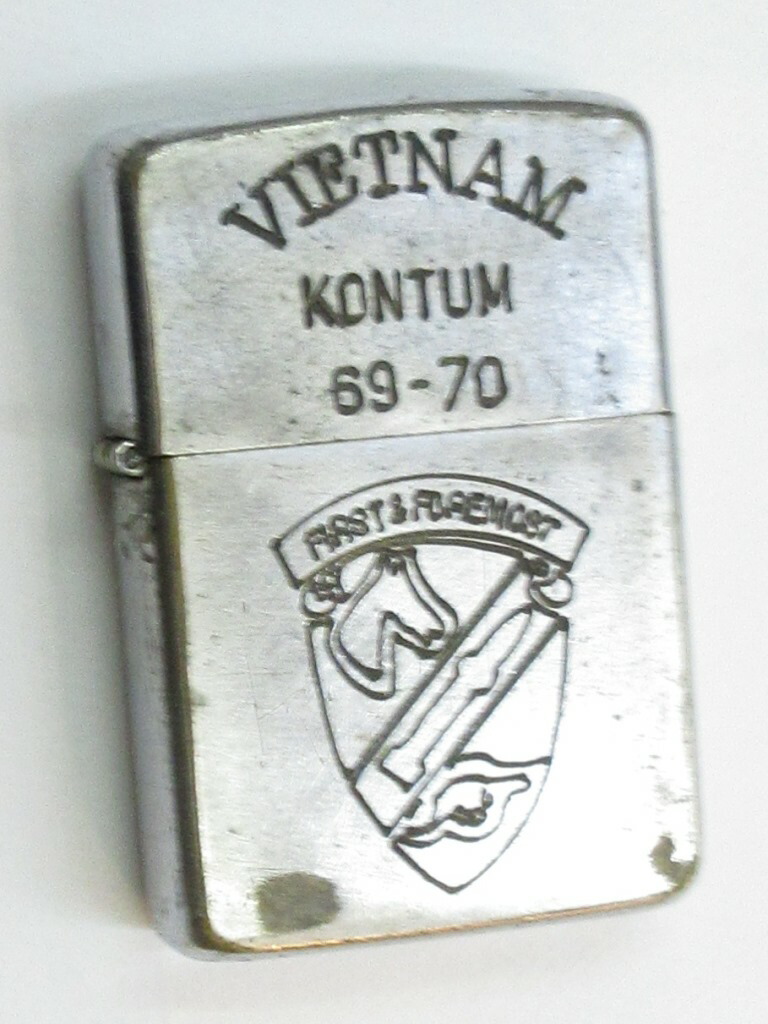 VIETNAM
KONTUM
69-70
FIRST & FOREMOST